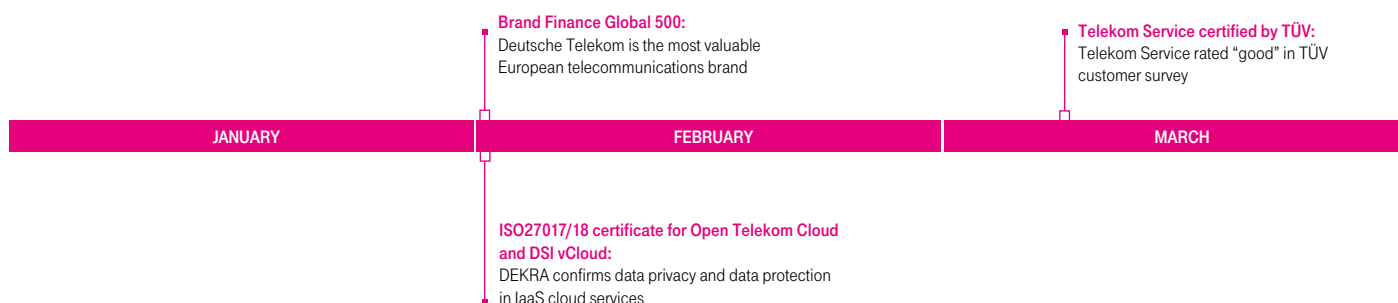 Brand Finance Global 500:
Deutsche Telekom is the most valuable
European telecommunications brand
Telekom Service certified by TÜV:
Telekom Service rated “good” in TÜV
customer survey
JANUARY
FEBRUARY
MARCH
ISO27017/18 certificate for Open Telekom Cloud
and DSI vCloud:
DEKRA confirms data privacy and data protection
in IaaS cloud services